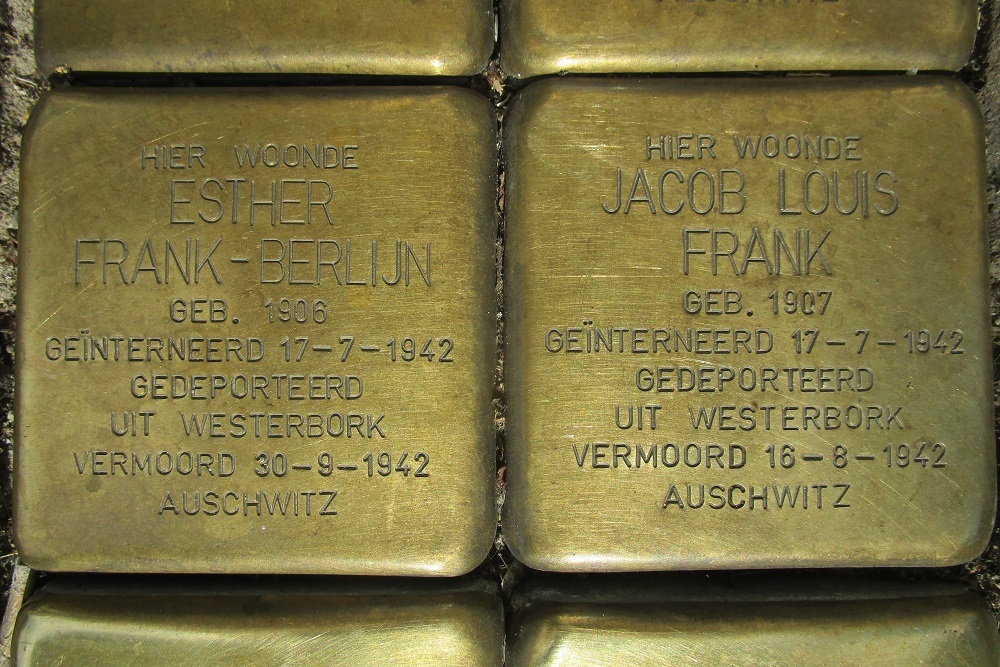 HIER WOONDE
ESTHER
FRANK-BERLIJN
GEB. 1906
GEÏNTERNEERD 17-7-1942
GEDEPORTEERD
UIT WESTERBORK
VERMOORD 30-9-1942
AUSCHWITZ
HIER WOONDE
JACOB LOUIS
FRANK
GEB. 1907
GEÏNTERNEERD 17-7-1942
GEDEPORTEERD
UIT WESTERBORK
VERMOORD 16-8-1942
AUSCHWITZ